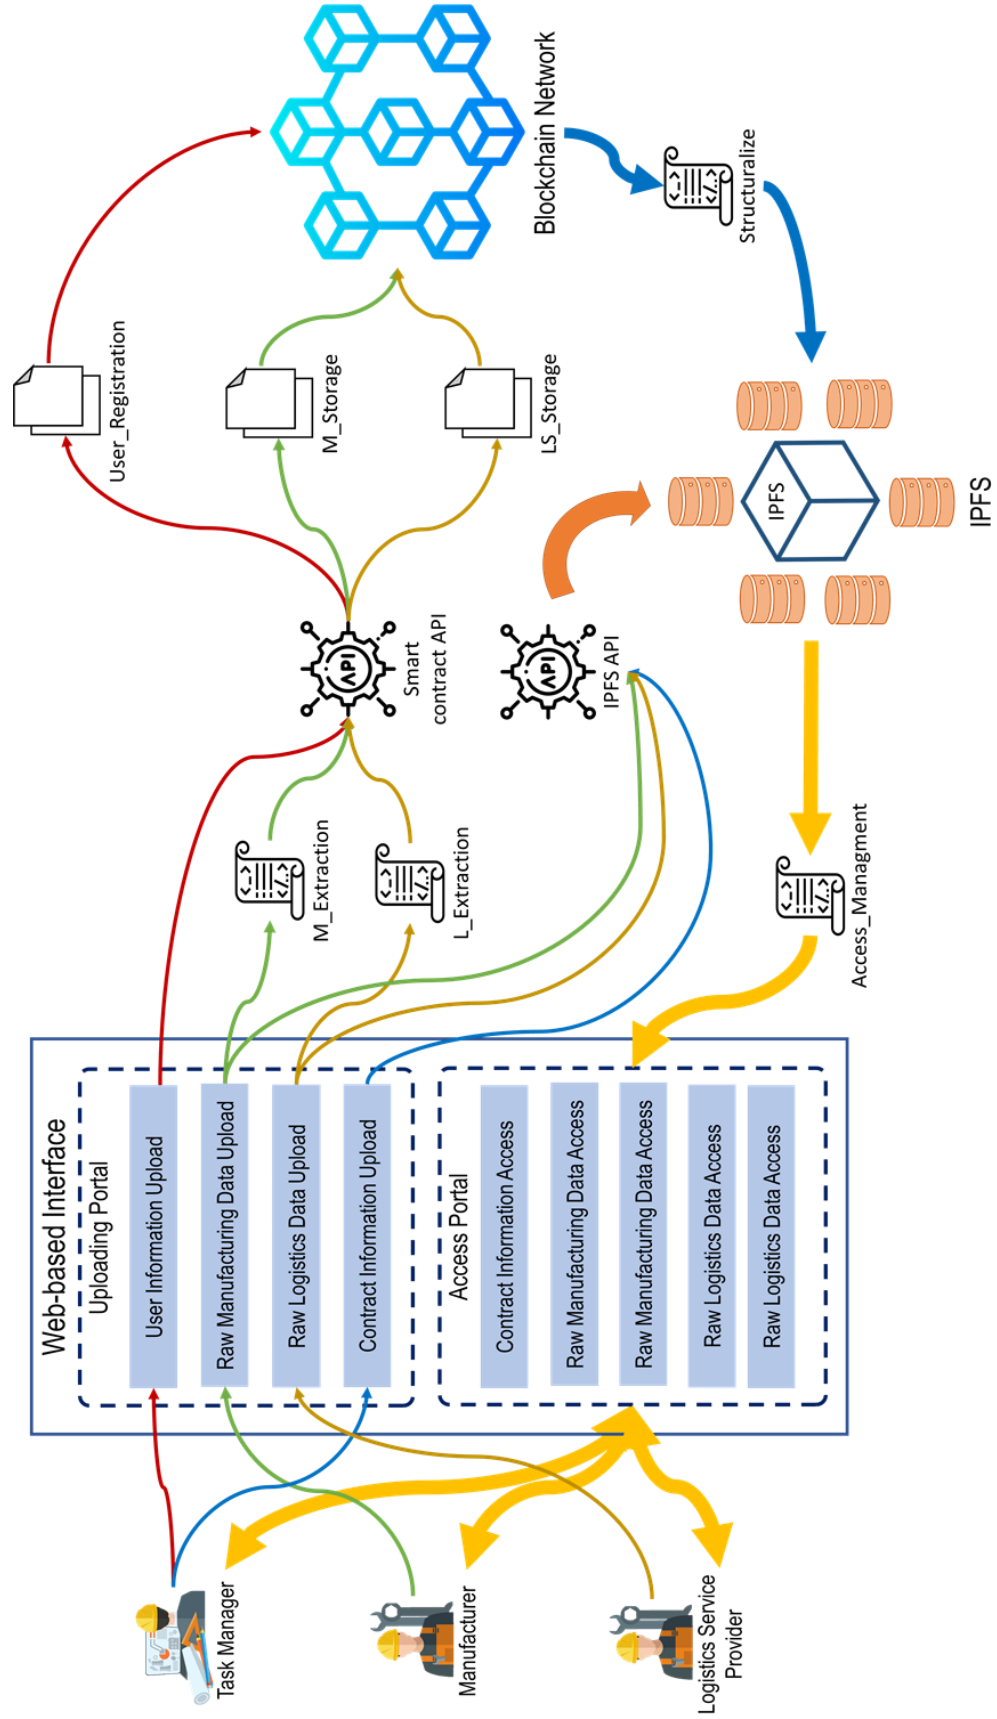 Web-based Interface
Uploading Portal
User Information Upload
Raw Manufacturing Data Upload
Raw Logistics Data Upload
Contract Information Upload
Access Portal
Contract Information Access
Raw Manufacturing Data Access
Raw Manufacturing Data Access
Raw Logistics Data Access
Raw Logistics Data Access
Task Manager
Manufacturer
Logistics Service
Provider
M_Extraction
L_Extraction
API
Smart
contract API
API
IPFS API
User_Registration
M_Storage
LS_Storage
Blockchain Network
Structuralize
IPFS
IPFS
Access_Managment